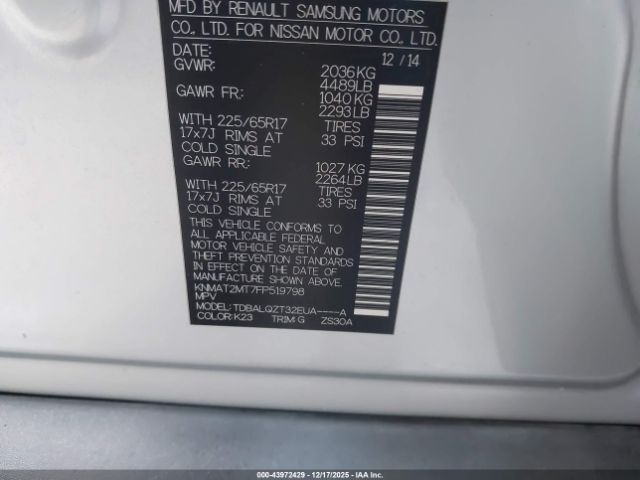 MFD BY RENAULT SAMSUNG MOTORS
CO., LTD. FOR NISSAN MOTOR CO., LTD.
DATE: 12 / 14
GVWR: 2036KG
4489LB
GAWR FR: 1040KG
2293LB
WITH 225/65R17 TIRES
17x7J RIMS AT 33 PSI
COLD SINGLE
GAWR RR: 1027KG
2264LB
WITH 225/65R17 TIRES
17x7J RIMS AT 33 PSI
COLD SINGLE
THIS VEHICLE CONFORMS TO
ALL APPLICABLE FEDERAL
MOTOR VEHICLE SAFETY AND
THEFT PREVENTION STANDARDS
IN EFFECT ON THE DATE OF
MANUFACTURE SHOWN ABOVE.
KNMAT2MT7FP519798
MPV
MODEL: TDBALQZT32EUA----A
COLOR: K23 TRIM: G ZS30A
000-43972429 - 12/17/2025 - IAAI.COM